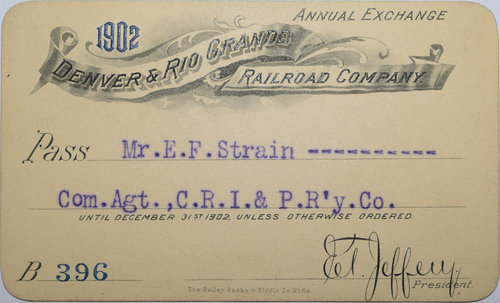 ANNUAL EXCHANGE
1902
DENVER & RIO GRANDE
RAILROAD COMPANY.
Pass Mr.E.F.Strain ----------
Com.Agt.,C.R.I.& P.R'y.Co.
UNTIL DECEMBER 31ST 1902, UNLESS OTHERWISE ORDERED.
B 396
E.T. Jeffery
President.
The Bailey Banks & Biddle Co. Phila.